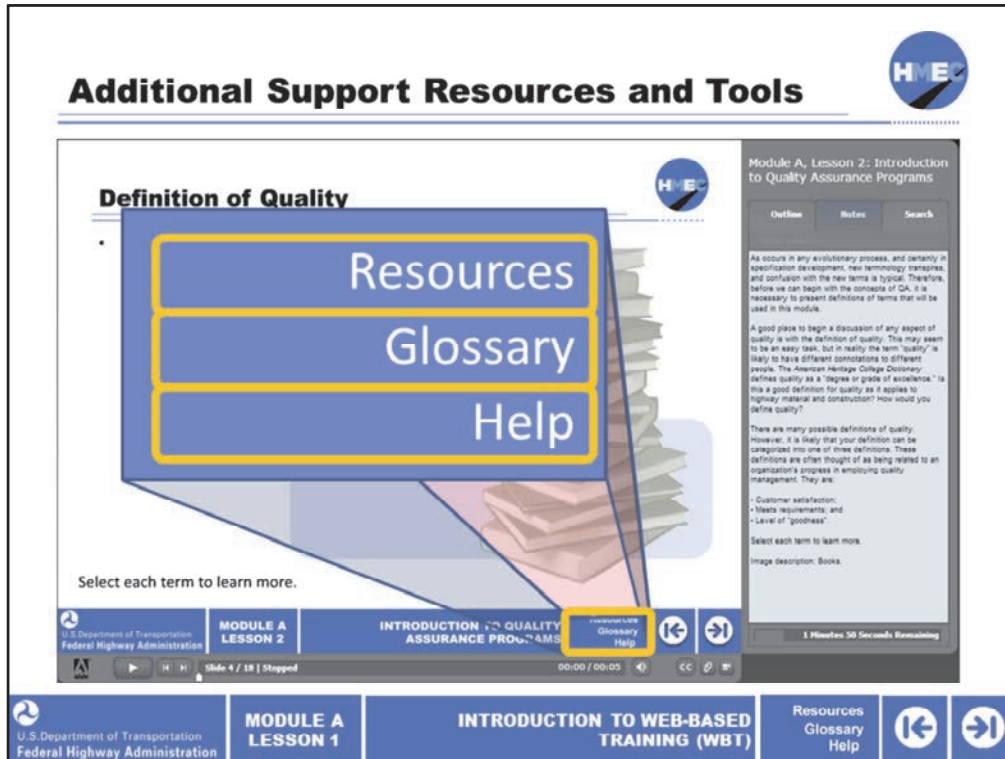 HMEC
Additional Support Resources and Tools
HMEC
Definition of Quality
•
Resources
Glossary
Help
Select each term to learn more.
U.S.Department of Transportation
Federal Highway Administration
MODULE A
LESSON 2
INTRODUCTION TO QUALITY
ASSURANCE PROGRAMS
Resources
Glossary
Help
Slide 4 / 18 | Stopped
00:00 / 00:05
CC
Module A, Lesson 2: Introduction
to Quality Assurance Programs
Outline
Notes
Search
As occurs in any evolutionary process, and certainly in
specification development, new terminology transpires,
and confusion with the new terms is typical. Therefore,
before we can begin with the concepts of QA, it is
necessary to present definitions of terms that will be
used in this module.
A good place to begin a discussion of any aspect of
quality is with the definition of quality. This may seem
to be an easy task, but in reality the term "quality" is
likely to have different connotations to different
people. The American Heritage College Dictionary
defines quality as a "degree or grade of excellence." Is
this a good definition for quality as it applies to
highway material and construction? How would you
define quality?
There are many possible definitions of quality.
However, it is likely that your definition can be
categorized into one of three definitions. These
definitions are often thought of as being related to an
organization's progress in employing quality
management. They are:
- Customer satisfaction;
- Meets requirements; and
- Level of "goodness".
Select each term to learn more.
Image description: Books.
1 Minutes 50 Seconds Remaining
U.S.Department of Transportation
Federal Highway Administration
MODULE A
LESSON 1
INTRODUCTION TO WEB-BASED
TRAINING (WBT)
Resources
Glossary
Help